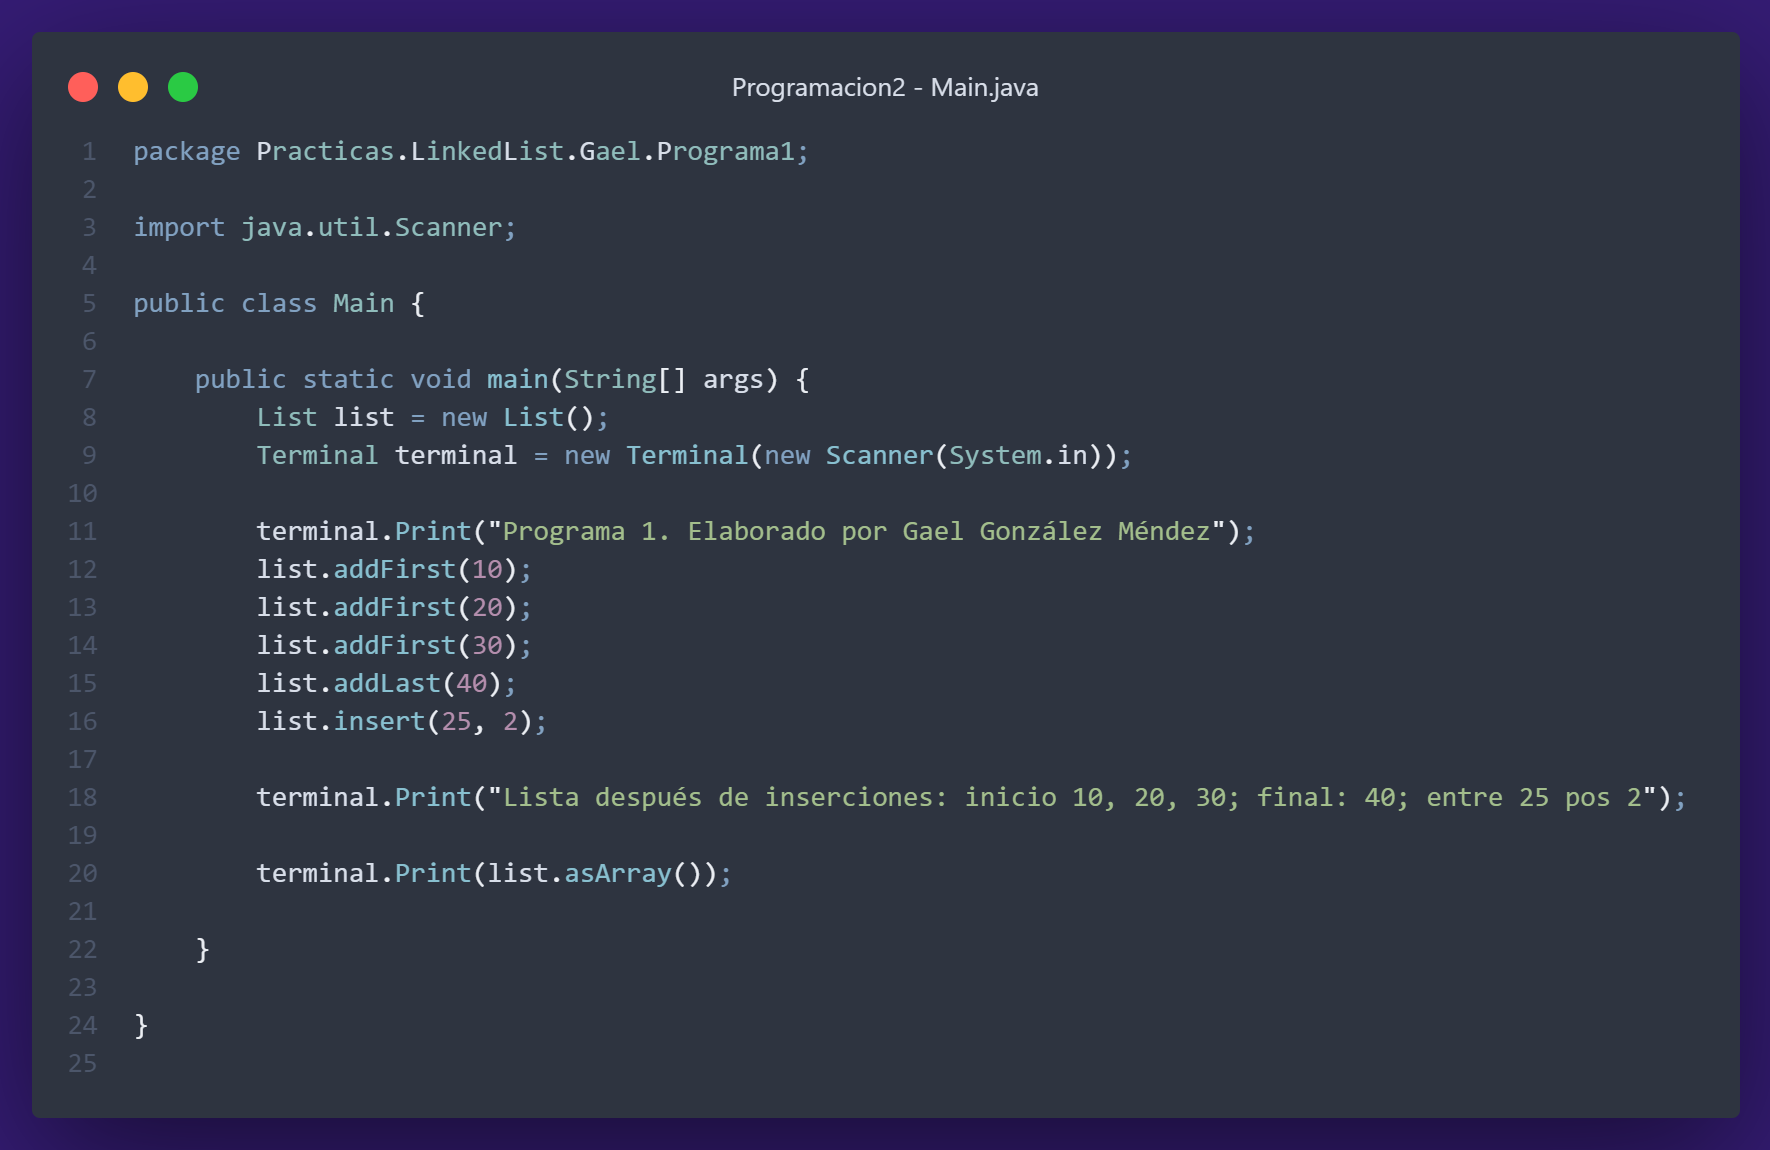 Programacion2 - Main.java
1 package Practicas.LinkedList.Gael.Programa1;
2
3 import java.util.Scanner;
4
5 public class Main {
6
7     public static void main(String[] args) {
8         List list = new List();
9         Terminal terminal = new Terminal(new Scanner(System.in));
10
11         terminal.Print("Programa 1. Elaborado por Gael González Méndez");
12         list.addFirst(10);
13         list.addFirst(20);
14         list.addFirst(30);
15         list.addLast(40);
16         list.insert(25, 2);
17
18         terminal.Print("Lista después de inserciones: inicio 10, 20, 30; final: 40; entre 25 pos 2");
19
20         terminal.Print(list.asArray());
21
22     }
23
24 }
25